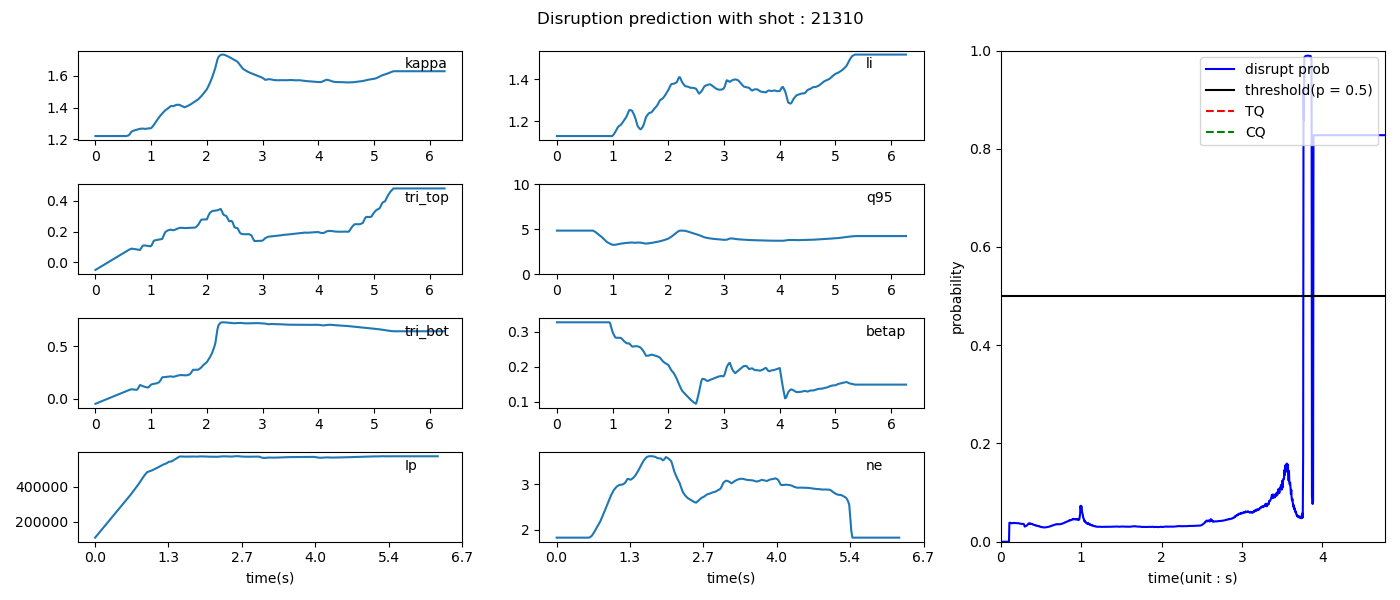 Disruption prediction with shot : 21310
kappa
1.6
1.4
1.2
0 1 2 3 4 5 6
li
1.4
1.2
0 1 2 3 4 5 6
tri_top
0.4
0.2
0.0
0 1 2 3 4 5 6
q95
10
5
0
0 1 2 3 4 5 6
tri_bot
0.5
0.0
0 1 2 3 4 5 6
betap
0.3
0.2
0.1
0 1 2 3 4 5 6
Ip
400000
200000
0.0 1.3 2.7 4.0 5.4 6.7
time(s)
ne
3
2
0.0 1.3 2.7 4.0 5.4 6.7
time(s)
disrupt prob
threshold(p = 0.5)
TQ
CQ
probability
1.0
0.8
0.6
0.4
0.2
0.0
0 1 2 3 4
time(unit : s)